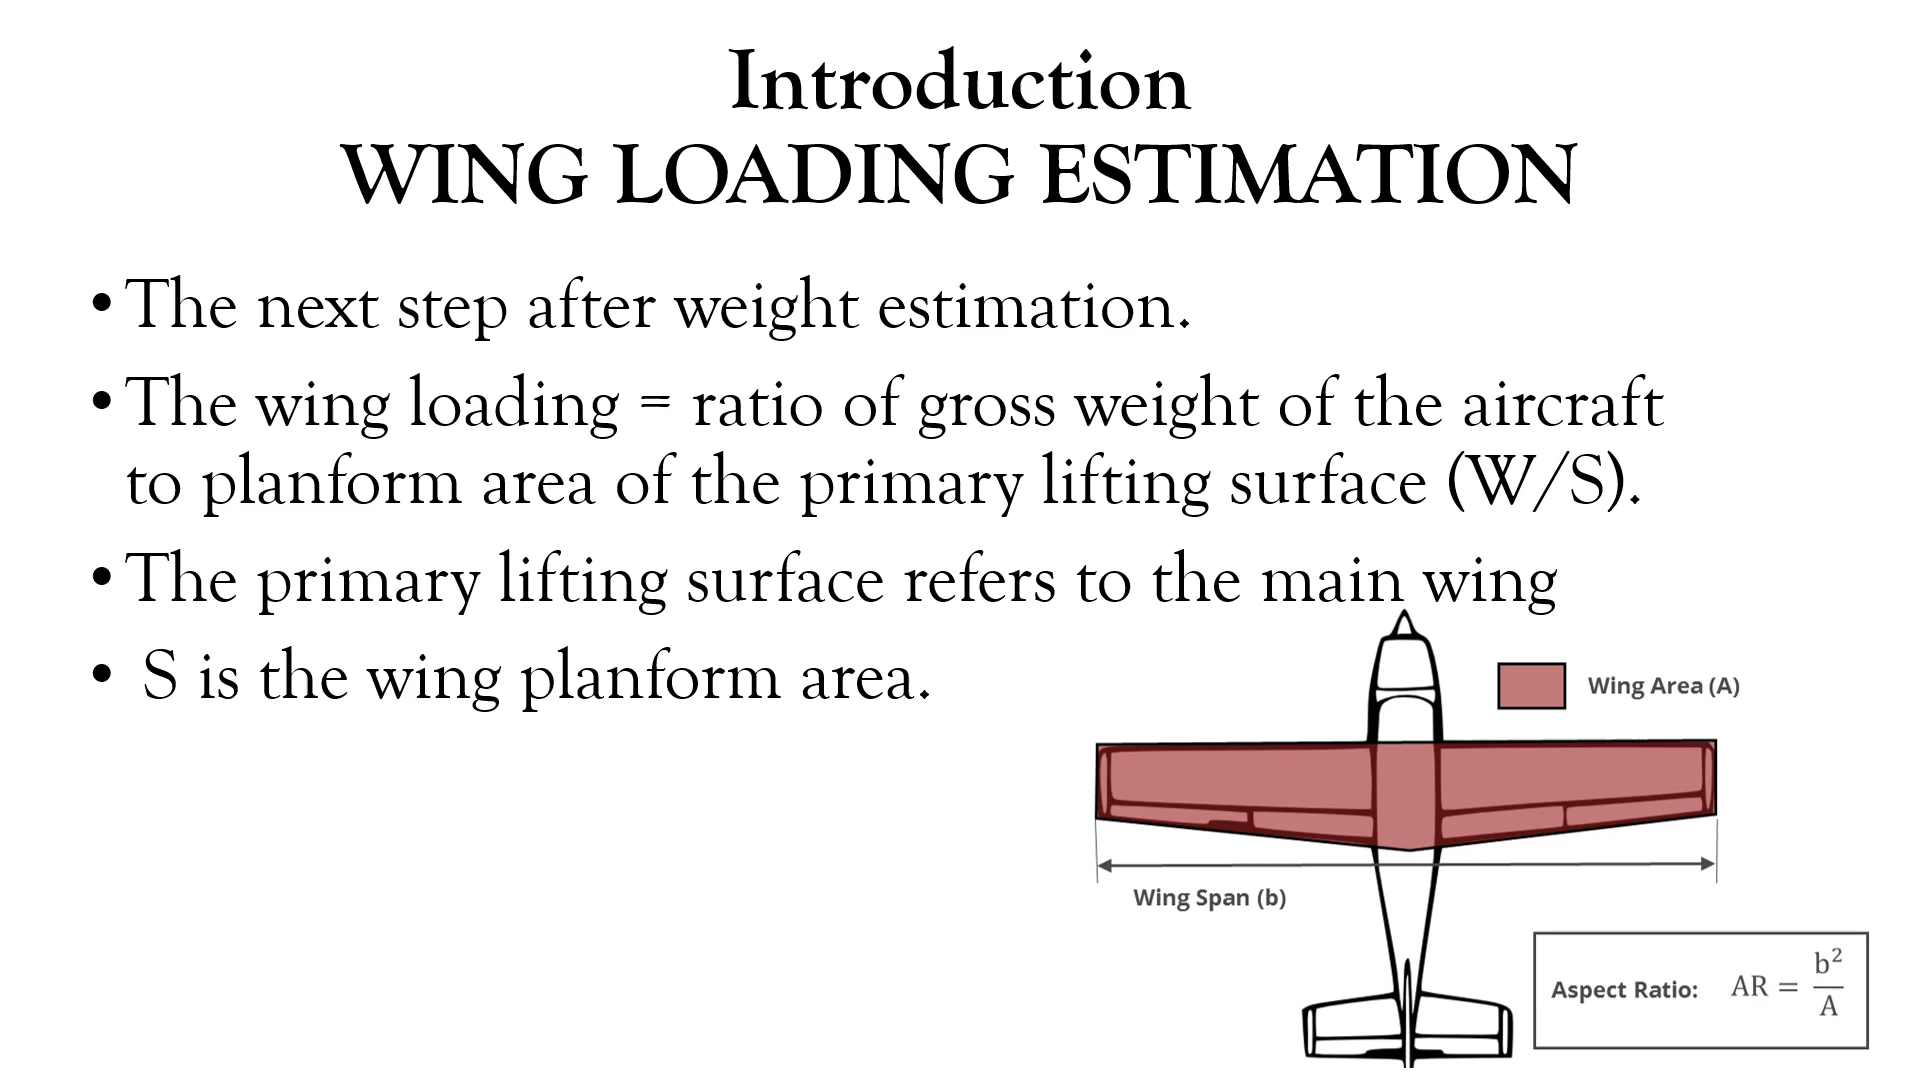 Introduction
WING LOADING ESTIMATION
• The next step after weight estimation.
• The wing loading = ratio of gross weight of the aircraft
to planform area of the primary lifting surface (W/S).
• The primary lifting surface refers to the main wing
• S is the wing planform area.
Wing Area (A)
Wing Span (b)
Aspect Ratio: AR = b²/A